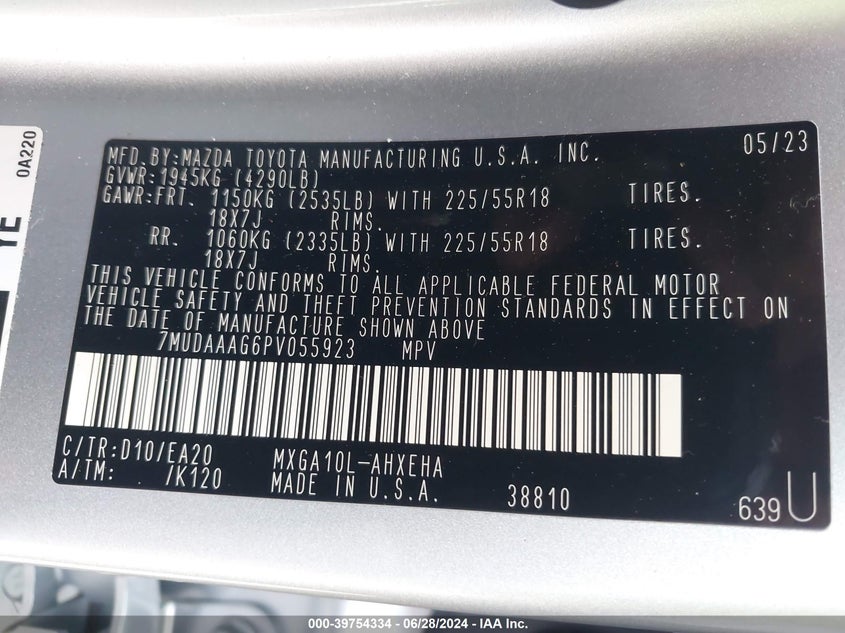 0A220
YE
MFD.BY:MAZDA TOYOTA MANUFACTURING U.S.A. INC. 05/23
GVWR:1945KG (4290LB)
GAWR:FRT. 1150KG (2535LB) WITH 225/55R18 TIRES.
18X7J RIMS.
RR. 1060KG (2335LB) WITH 225/55R18 TIRES.
18X7J RIMS.
THIS VEHICLE CONFORMS TO ALL APPLICABLE FEDERAL MOTOR
VEHICLE SAFETY AND THEFT PREVENTION STANDARDS IN EFFECT ON
THE DATE OF MANUFACTURE SHOWN ABOVE
7MUDAAAG6PV055923 MPV
C/TR:D10/EA20 MXGA10L-AHXEHA
A/TM: /K120 MADE IN U.S.A. 38810
639U
000-39754334 - 06/28/2024 - IAA Inc.